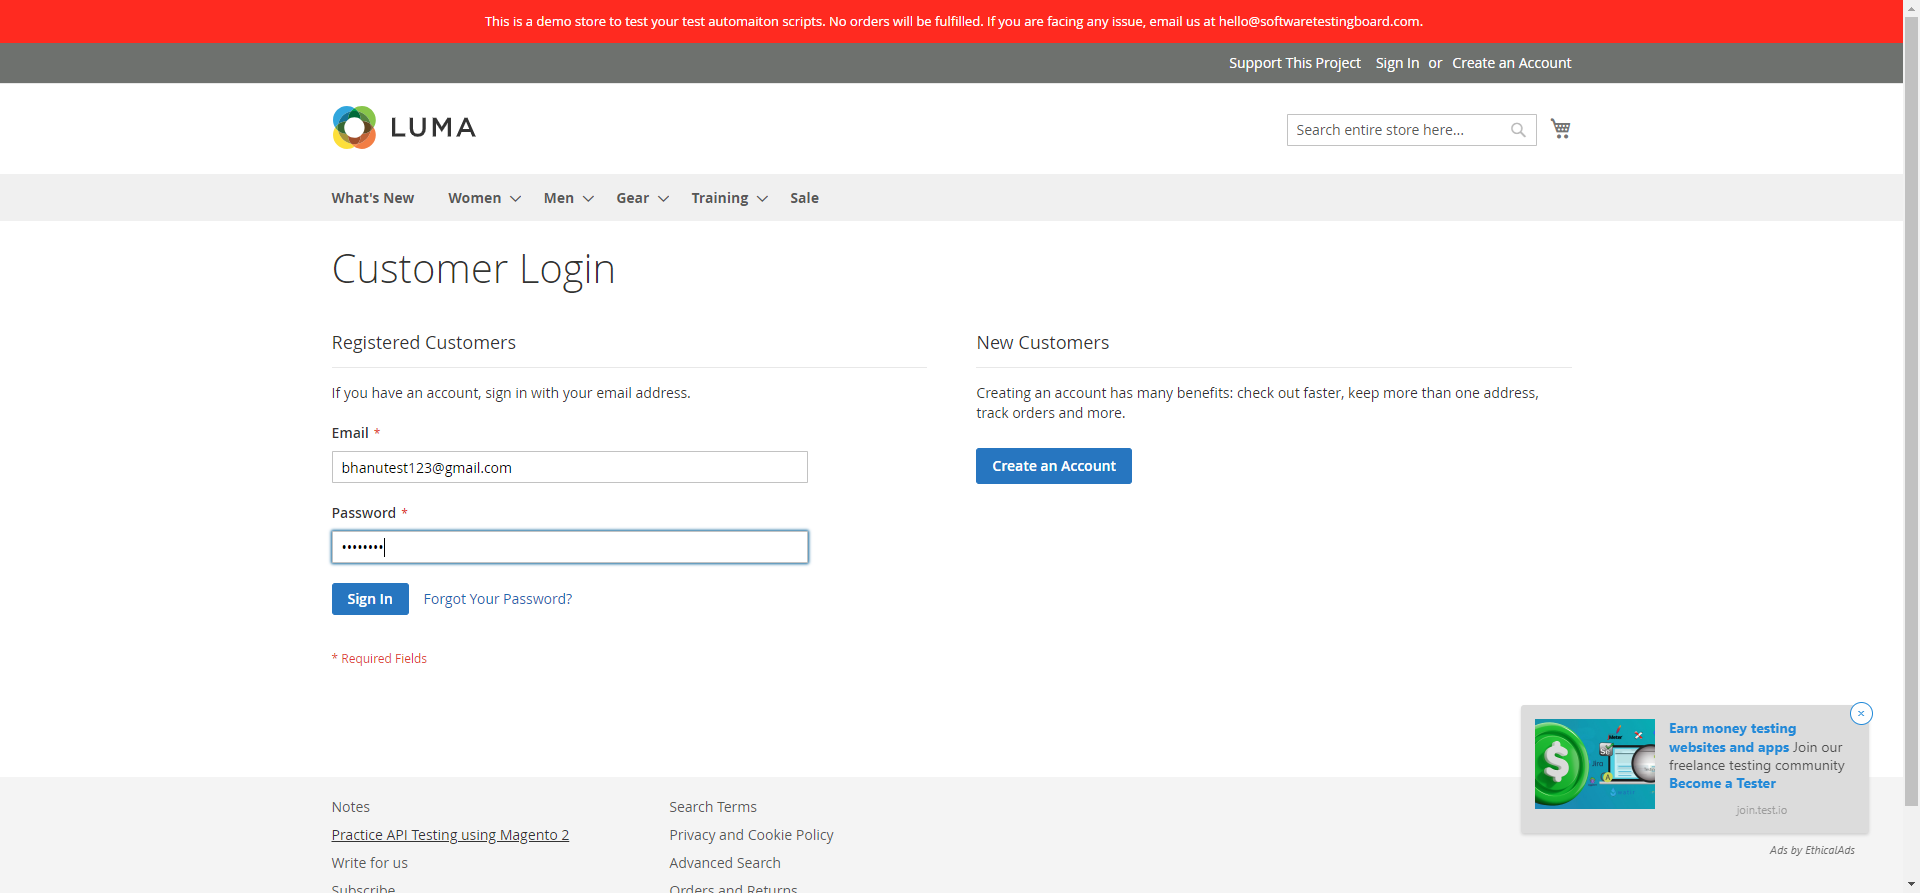 This is a demo store to test your test automaiton scripts. No orders will be fulfilled. If you are facing any issue, email us at hello@softwaretestingboard.com.
Support This Project Sign In or Create an Account
LUMA
Search entire store here...
What's New Women Men Gear Training Sale
Customer Login
Registered Customers
If you have an account, sign in with your email address.
Email *
bhanutest123@gmail.com
Password *
••••••••
Sign In Forgot Your Password?
* Required Fields
New Customers
Creating an account has many benefits: check out faster, keep more than one address,
track orders and more.
Create an Account
Earn money testing
websites and apps Join our
freelance testing community
Become a Tester
join.test.io
Ads by EthicalAds
Notes
Practice API Testing using Magento 2
Write for us
Subscribe
Search Terms
Privacy and Cookie Policy
Advanced Search
Orders and Returns